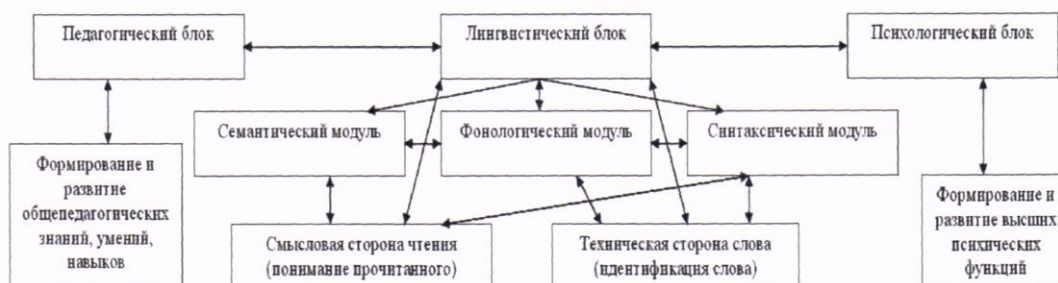 Педагогический блок
Лингвистический блок
Психологический блок
Семантический модуль
Фонологический модуль
Синтаксический модуль
Формирование и
развитие
общепедагогических
знаний, умений,
навыков
Смысловая сторона чтения
(понимание прочитанного)
Техническая сторона слова
(идентификация слова)
Формирование и
развитие высших
психических
функций